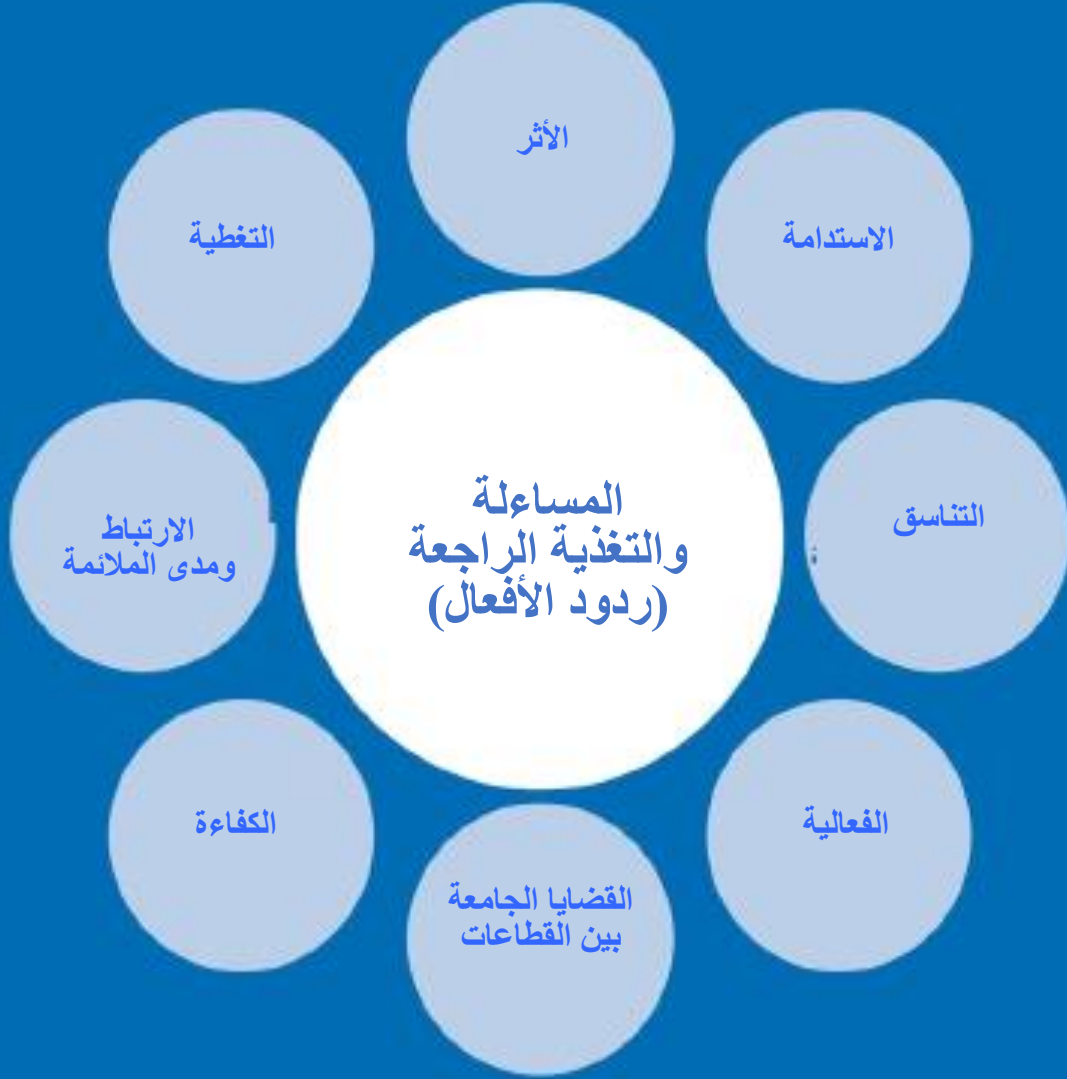 الأثر
الاستدامة
التناسق
الفعالية
القضايا الجامعة
بين القطاعات
الكفاءة
الارتباط
ومدى الملائمة
التغطية
المساءلة
والتغذية الراجعة
(ردود الأفعال)